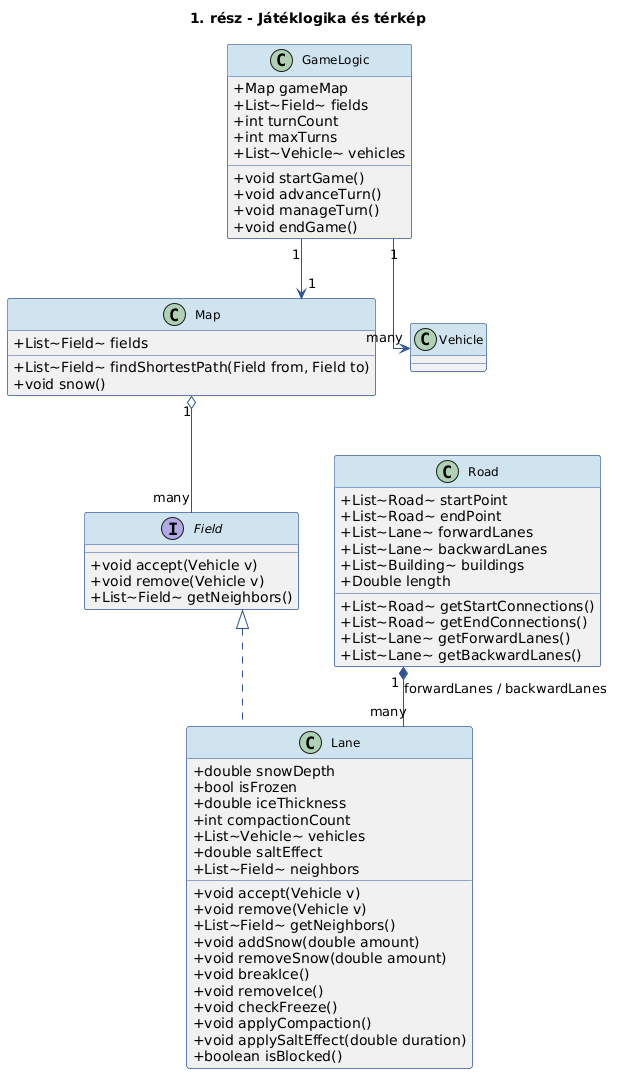 1. rész - Játéklogika és térkép
C GameLogic
+Map gameMap
+List~Field~ fields
+int turnCount
+int maxTurns
+List~Vehicle~ vehicles
+void startGame()
+void advanceTurn()
+void manageTurn()
+void endGame()
1
1
1
many
C Map
+List~Field~ fields
+List~Field~ findShortestPath(Field from, Field to)
+void snow()
C Vehicle
1
many
I Field
+void accept(Vehicle v)
+void remove(Vehicle v)
+List~Field~ getNeighbors()
C Road
+List~Road~ startPoint
+List~Road~ endPoint
+List~Lane~ forwardLanes
+List~Lane~ backwardLanes
+List~Building~ buildings
+Double length
+List~Road~ getStartConnections()
+List~Road~ getEndConnections()
+List~Lane~ getForwardLanes()
+List~Lane~ getBackwardLanes()
1
forwardLanes / backwardLanes
many
C Lane
+double snowDepth
+bool isFrozen
+double iceThickness
+int compactionCount
+List~Vehicle~ vehicles
+double saltEffect
+List~Field~ neighbors
+void accept(Vehicle v)
+void remove(Vehicle v)
+List~Field~ getNeighbors()
+void addSnow(double amount)
+void removeSnow(double amount)
+void breakIce()
+void removeIce()
+void checkFreeze()
+void applyCompaction()
+void applySaltEffect(double duration)
+boolean isBlocked()